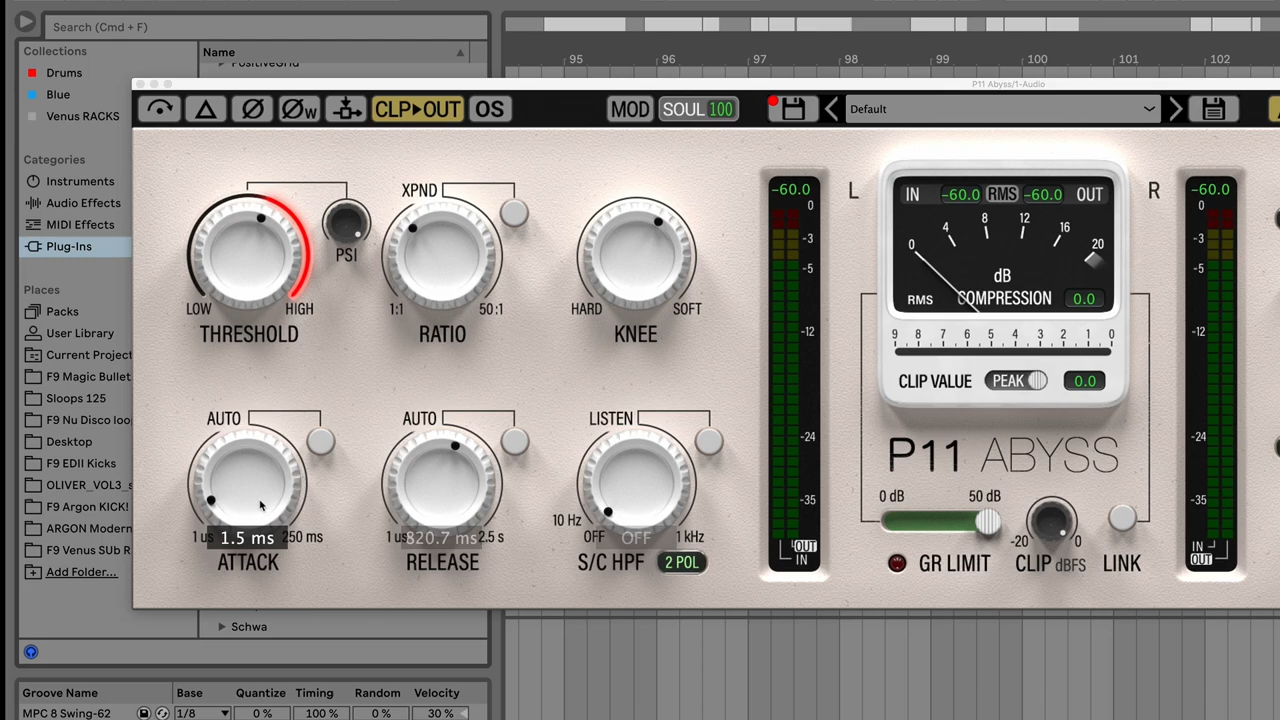 Search (Cmd + F)
Collections
Name
95 96 97 98 99 100 101 102
Drums
Blue
Venus RACKS
P11 Abyss/1-Audio
CLP▸OUT OS MOD SOUL 100 Default
Categories
Instruments
Audio Effects
MIDI Effects
Plug-Ins
Places
Packs
User Library
Current Project
F9 Magic Bullet
Sloops 125
F9 Nu Disco loo
Desktop
F9 EDII Kicks
OLIVER_VOL3_s
F9 Argon KICK!
ARGON Modern
F9 Venus SUb R
Add Folder...
XPND
PSI
LOW HIGH 1:1 50:1 HARD SOFT
THRESHOLD RATIO KNEE
AUTO AUTO LISTEN
10 Hz
1 us 1.5 ms 250 ms 1 us 820.7 ms 2.5 s OFF OFF 1 kHz
ATTACK RELEASE S/C HPF 2 POL
-60.0 L
0
-3
-5
-12
-24
-35
OUT
IN
IN -60.0 RMS -60.0 OUT
0 4 8 12 16 20
dB
RMS COMPRESSION 0.0
9 8 7 6 5 4 3 2 1 0
CLIP VALUE PEAK 0.0
P11 ABYSS
0 dB 50 dB
-20 0
GR LIMIT CLIP dBFS LINK
R -60.0
0
-3
-5
-12
-24
-35
IN
OUT
Schwa
Groove Name Base Quantize Timing Random Velocity
MPC 8 Swing-62 1/8 0 % 100 % 0 % 30 %